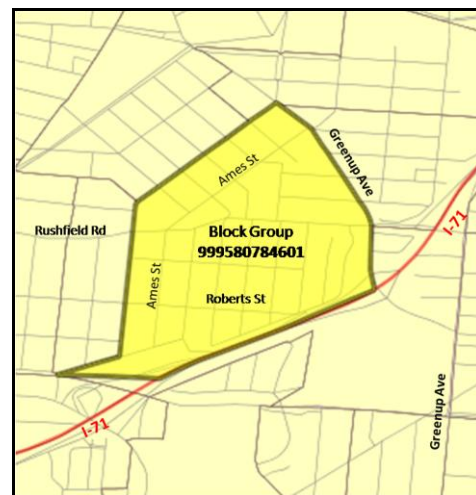 Greenup Ave
Ames St
Rushfield Rd
Block Group
999580784601
Ames St
Roberts St
I-71
I-71
Greenup Ave